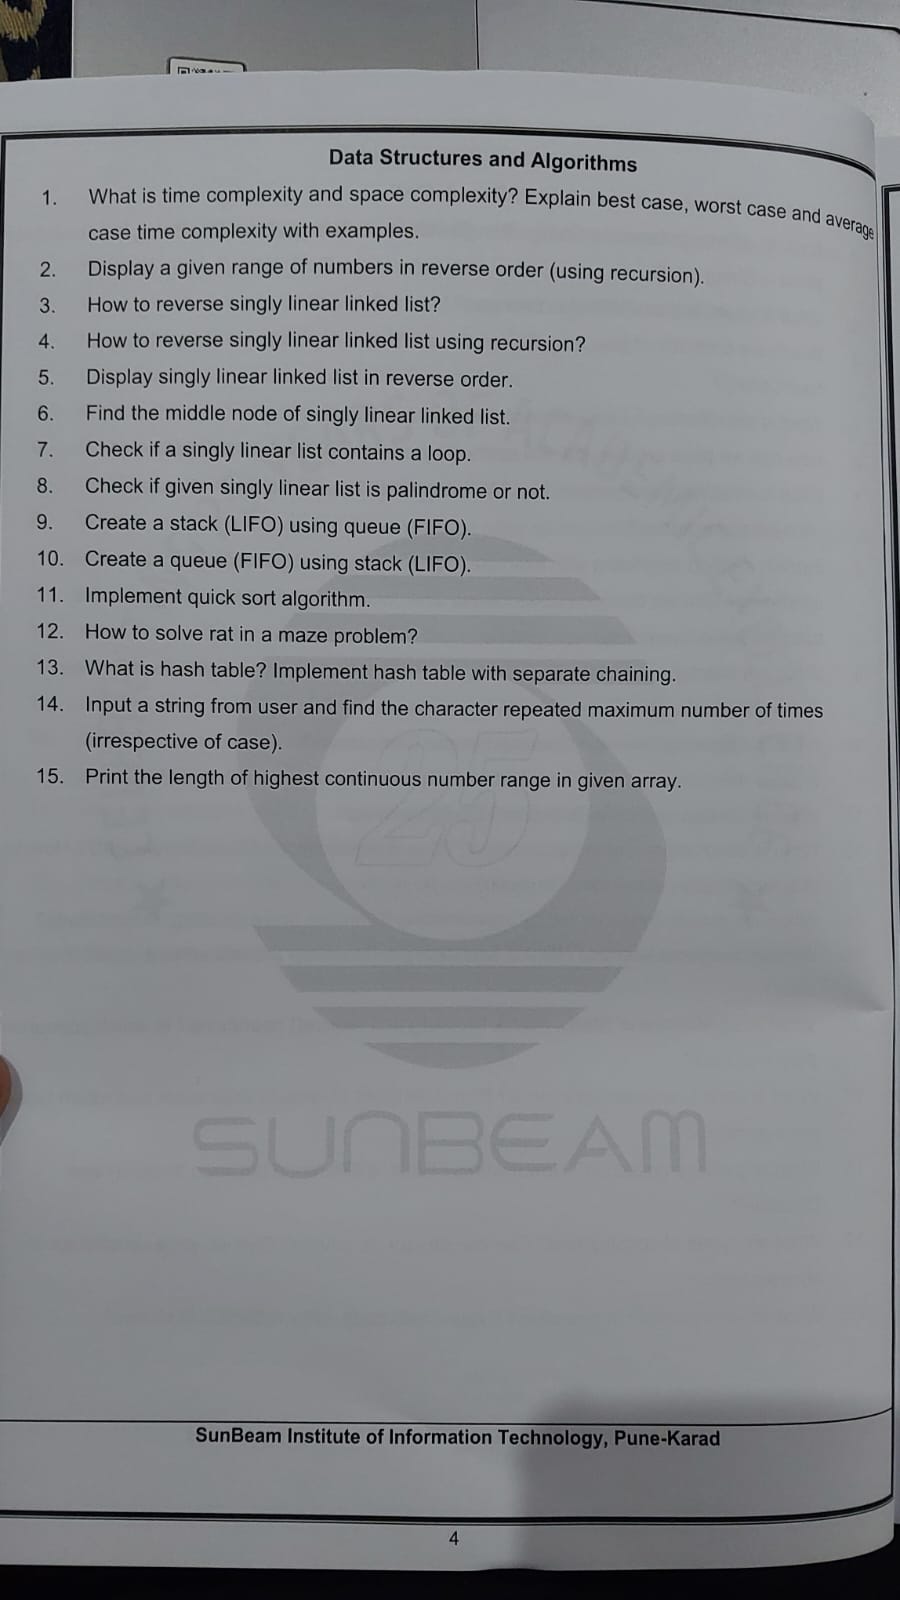 Data Structures and Algorithms
1. What is time complexity and space complexity? Explain best case, worst case and average
case time complexity with examples.
2. Display a given range of numbers in reverse order (using recursion).
3. How to reverse singly linear linked list?
4. How to reverse singly linear linked list using recursion?
5. Display singly linear linked list in reverse order.
6. Find the middle node of singly linear linked list.
7. Check if a singly linear list contains a loop.
8. Check if given singly linear list is palindrome or not.
9. Create a stack (LIFO) using queue (FIFO).
10. Create a queue (FIFO) using stack (LIFO).
11. Implement quick sort algorithm.
12. How to solve rat in a maze problem?
13. What is hash table? Implement hash table with separate chaining.
14. Input a string from user and find the character repeated maximum number of times
(irrespective of case).
15. Print the length of highest continuous number range in given array.
25
SUNBEAM
SunBeam Institute of Information Technology, Pune-Karad
4